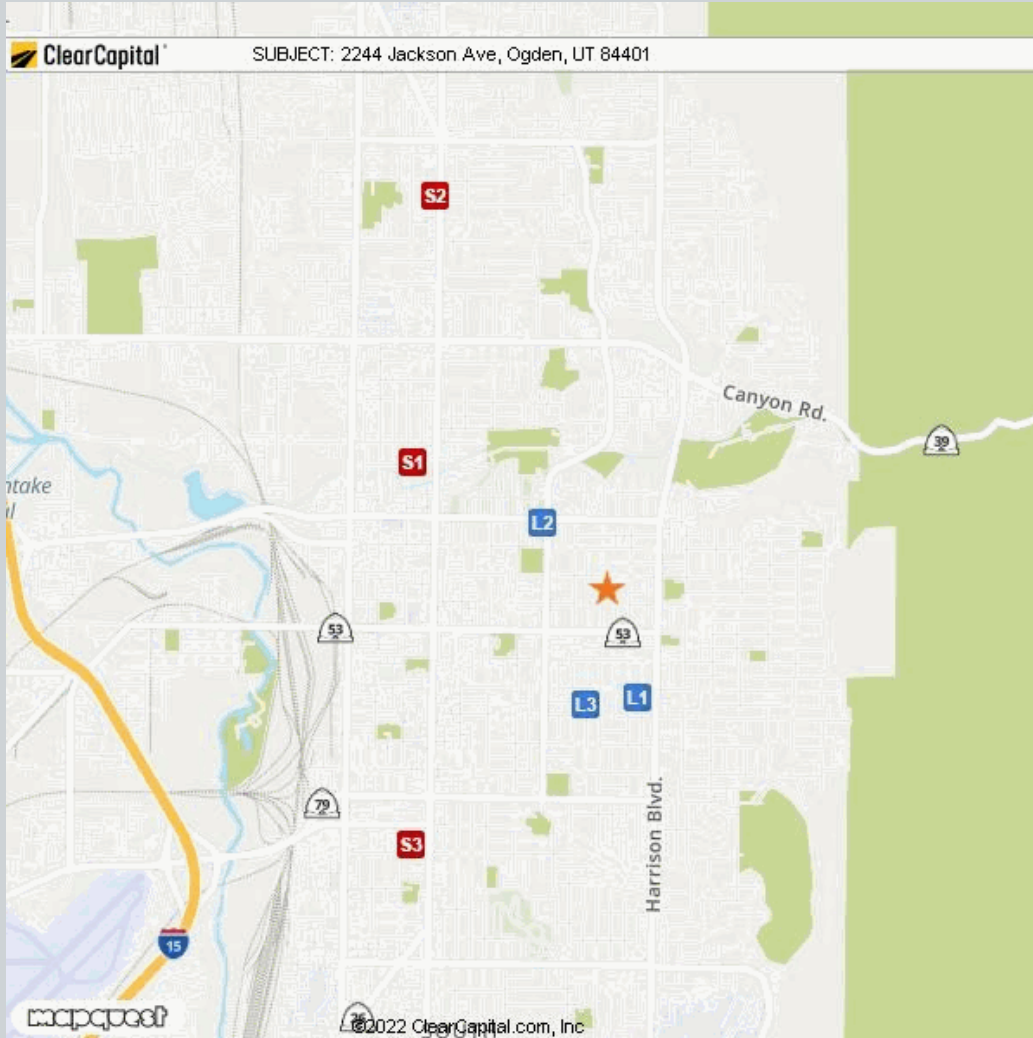 ClearCapital
SUBJECT: 2244 Jackson Ave, Ogden, UT 84401
S2
Canyon Rd.
39
S1
L2
53
53
L3
L1
79
Harrison Blvd.
S3
15
mapquest
©2022 ClearCapital.com, Inc